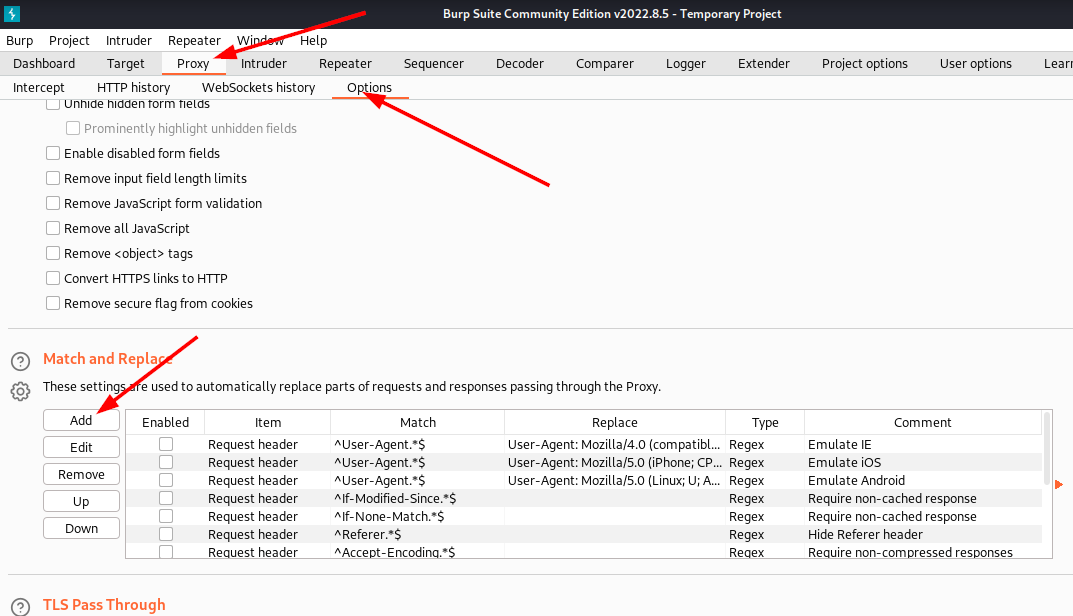 Burp Suite Community Edition v2022.8.5 - Temporary Project
Burp Project Intruder Repeater Window Help
Dashboard Target Proxy Intruder Repeater Sequencer Decoder Comparer Logger Extender Project options User options Lear
Intercept HTTP history WebSockets history Options
Unhide hidden form fields
Prominently highlight unhidden fields
Enable disabled form fields
Remove input field length limits
Remove JavaScript form validation
Remove all JavaScript
Remove <object> tags
Convert HTTPS links to HTTP
Remove secure flag from cookies
Match and Replace
These settings are used to automatically replace parts of requests and responses passing through the Proxy.
Add
Edit
Remove
Up
Down
Enabled Item Match Replace Type Comment
Request header ^User-Agent.*$ User-Agent: Mozilla/4.0 (compatibl... Regex Emulate IE
Request header ^User-Agent.*$ User-Agent: Mozilla/5.0 (iPhone; CP... Regex Emulate iOS
Request header ^User-Agent.*$ User-Agent: Mozilla/5.0 (Linux; U; A... Regex Emulate Android
Request header ^If-Modified-Since.*$ Regex Require non-cached response
Request header ^If-None-Match.*$ Regex Require non-cached response
Request header ^Referer.*$ Regex Hide Referer header
Request header ^Accept-Encoding.*$ Regex Require non-compressed responses
TLS Pass Through